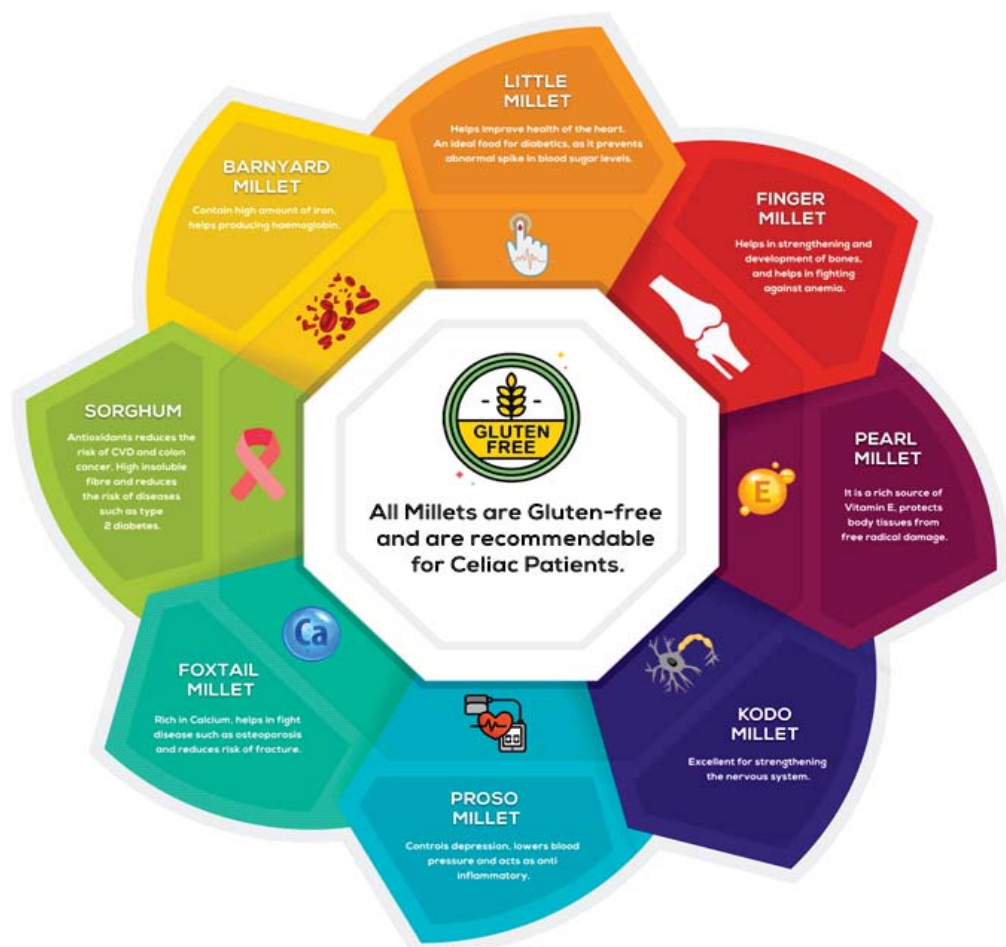 LITTLE
MILLET
Helps improve health of the heart.
An ideal food for diabetics, as it prevents
abnormal spike in blood sugar levels.
FINGER
MILLET
Helps in strengthening and
development of bones,
and helps in fighting
against anemia.
PEARL
MILLET
It is a rich source of
Vitamin E, protects
body tissues from
free radical damage.
E
KODO
MILLET
Excellent for strengthening
the nervous system.
PROSO
MILLET
Controls depression, lowers blood
pressure and acts as anti
inflammatory.
FOXTAIL
MILLET
Rich in Calcium, helps in fight
disease such as osteoporosis
and reduces risk of fracture.
Ca
SORGHUM
Antioxidants reduces the
risk of CVD and colon
cancer. High insoluble
fibre and reduces
the risk of diseases
such as type
2 diabetes.
BARNYARD
MILLET
Contain high amount of iron,
helps producing haemoglobin.
GLUTEN
FREE
All Millets are Gluten-free
and are recommendable
for Celiac Patients.